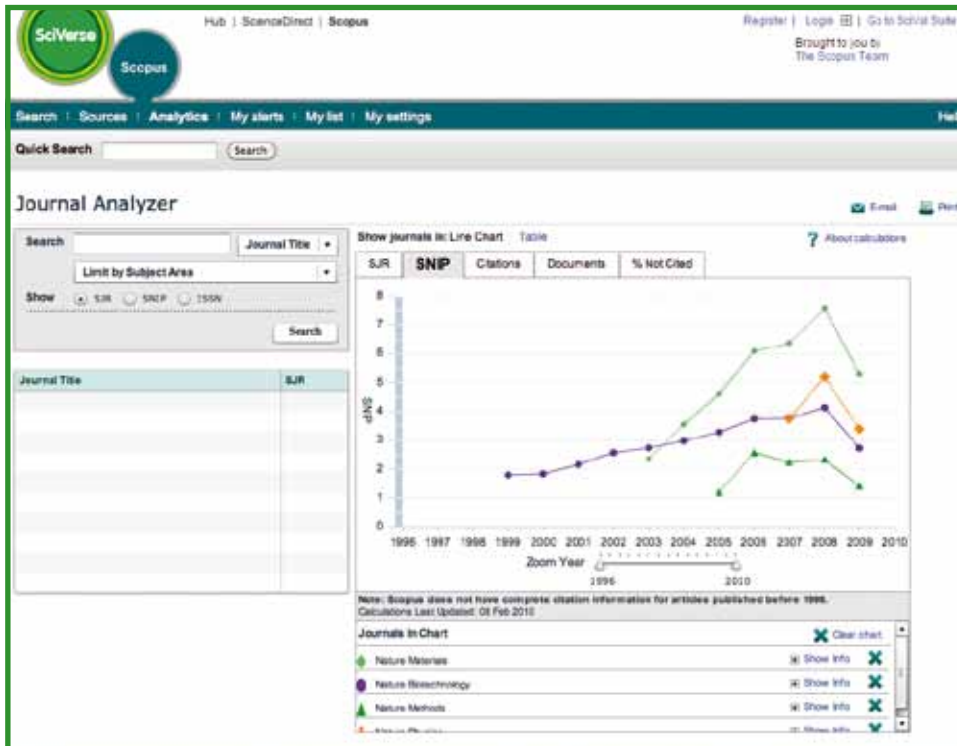 SciVerse
Scopus
Hub | ScienceDirect | Scopus
Register | Login | Go to SciVal Suite
Brought to you by
The Scopus Team
Search Sources Analytics My alerts My list My settings
Quick Search Search
Journal Analyzer
E-mail Print
Search Journal Title
Limit by Subject Area
Show SJR SNIP ISSN
Search
Journal Title SJR
Show journals in: Line Chart Table
? About calculations
SJR SNIP Citations Documents % Not Cited
8
7
6
5
4
3
2
1
0
SNIP
1996 1997 1998 1999 2000 2001 2002 2003 2004 2005 2006 2007 2008 2009 2010
Zoom Year
1996 2010
Note: Scopus does not have complete citation information for articles published before 1996.
Calculations Last Updated: 08 Feb 2010
Journals in Chart Clear chart
Nature Materials Show Info
Nature Biotechnology Show Info
Nature Methods Show Info